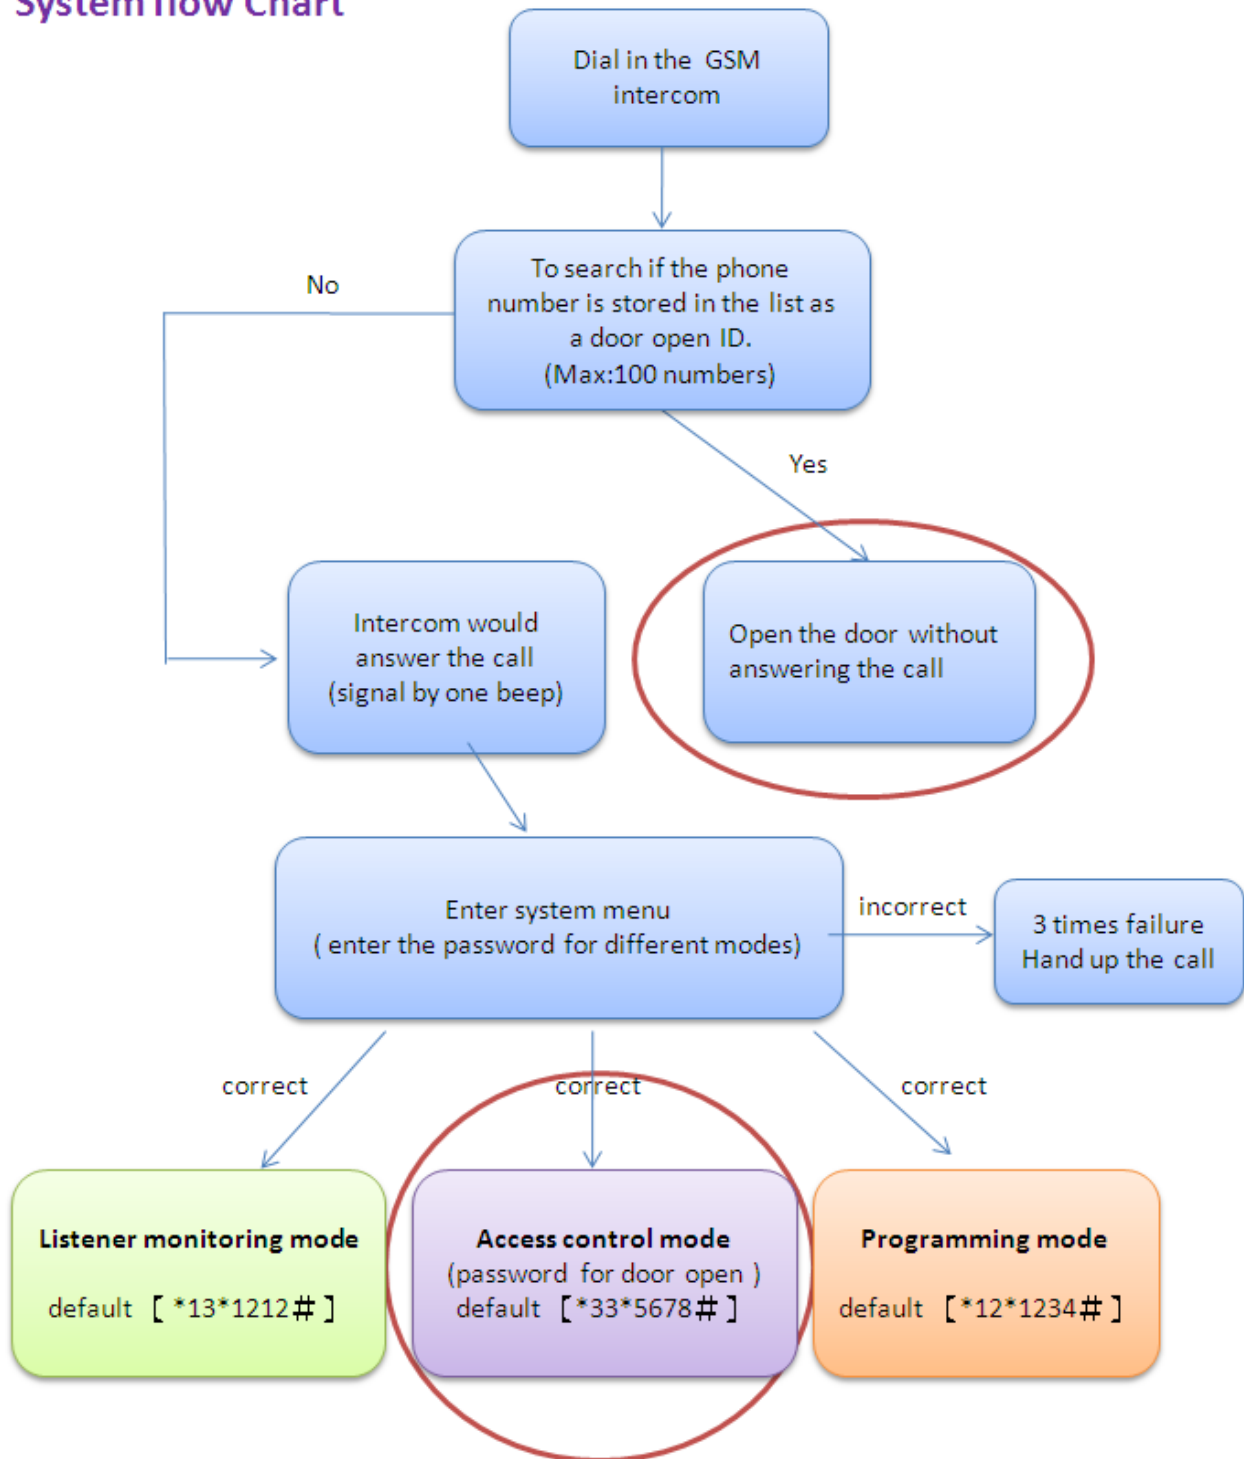 System flow Chart
Dial in the GSM
intercom
To search if the phone
number is stored in the list as
a door open ID.
(Max:100 numbers)
No
Yes
Intercom would
answer the call
(signal by one beep)
Open the door without
answering the call
Enter system menu
( enter the password for different modes)
incorrect
3 times failure
Hand up the call
correct
correct
correct
Listener monitoring mode
default【 *13*1212# 】
Access control mode
(password for door open )
default【*33*5678# 】
Programming mode
default【*12*1234# 】